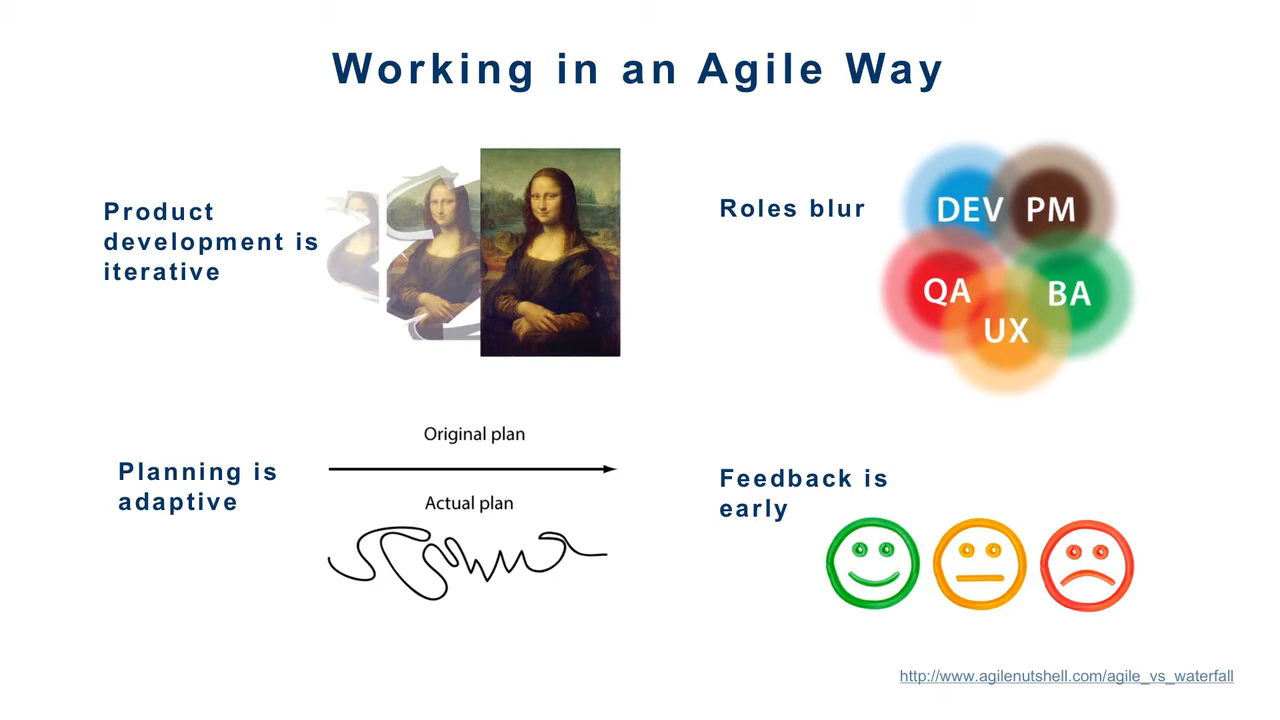 Working in an Agile Way
Product
development is
iterative
Roles blur
DEV PM
QA BA
UX
Planning is
adaptive
Original plan
Actual plan
Feedback is
early
http://www.agilenutshell.com/agile_vs_waterfall